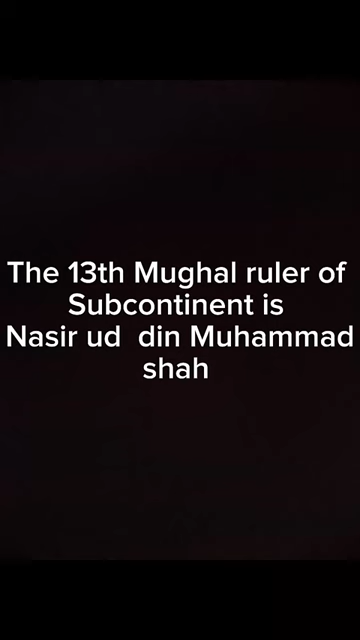 The 13th Mughal ruler of
Subcontinent is
Nasir ud din Muhammad
shah